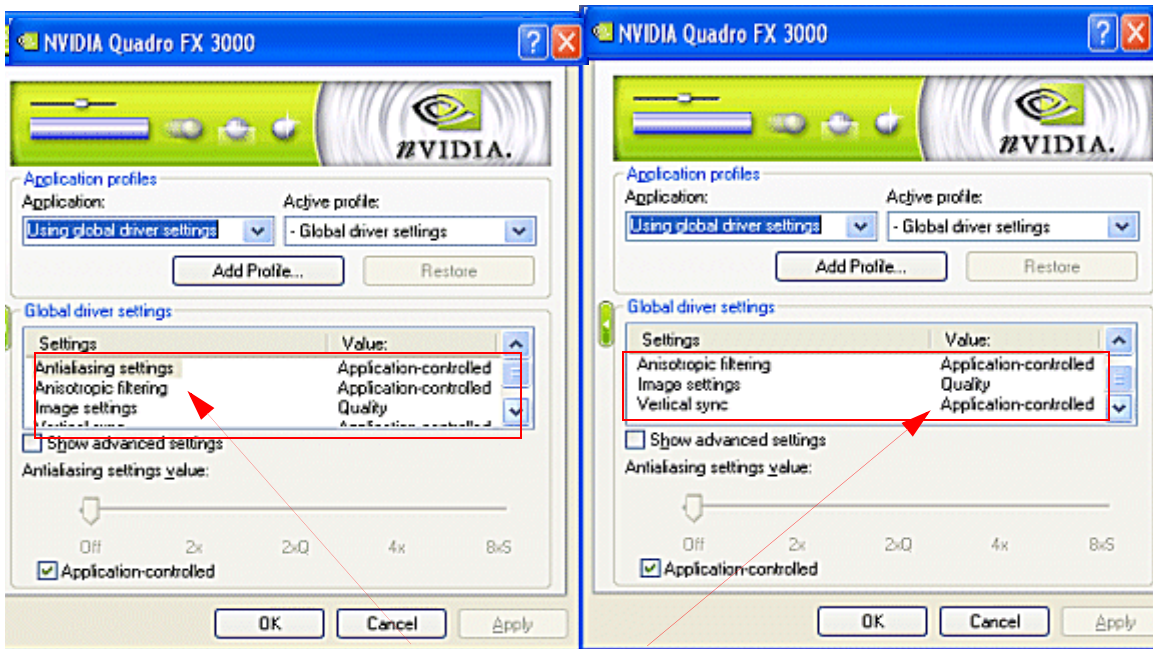 NVIDIA Quadro FX 3000
nVIDIA.
Application profiles
Application: Active profile:
Using global driver settings - Global driver settings
Add Profile... Restore
Global driver settings
Settings Value:
Antialiasing settings Application-controlled
Anisotropic filtering Application-controlled
Image settings Quality
Vertical sync Application-controlled
Show advanced settings
Antialiasing settings value:
Off 2x 2xQ 4x 8xS
Application-controlled
OK Cancel Apply
NVIDIA Quadro FX 3000
nVIDIA.
Application profiles
Application: Active profile:
Using global driver settings - Global driver settings
Add Profile... Restore
Global driver settings
Settings Value:
Anisotropic filtering Application-controlled
Image settings Quality
Vertical sync Application-controlled
Show advanced settings
Antialiasing settings value:
Off 2x 2xQ 4x 8xS
Application-controlled
OK Cancel Apply